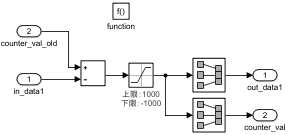 f()
function
2
counter_val_old
+
1
in_data1
−
上限:1000
下限:-1000
1
out_data1
2
counter_val